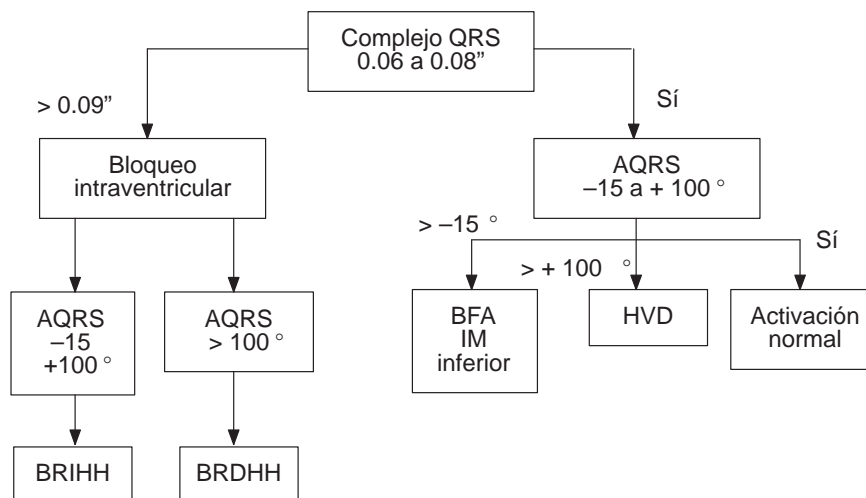 Complejo QRS
0.06 a 0.08”
> 0.09”
Sí
Bloqueo
intraventricular
AQRS
–15 a + 100 °
> –15 °
> + 100 °
Sí
AQRS
–15
+100 °
AQRS
> 100 °
BFA
IM
inferior
HVD
Activación
normal
BRIHH
BRDHH